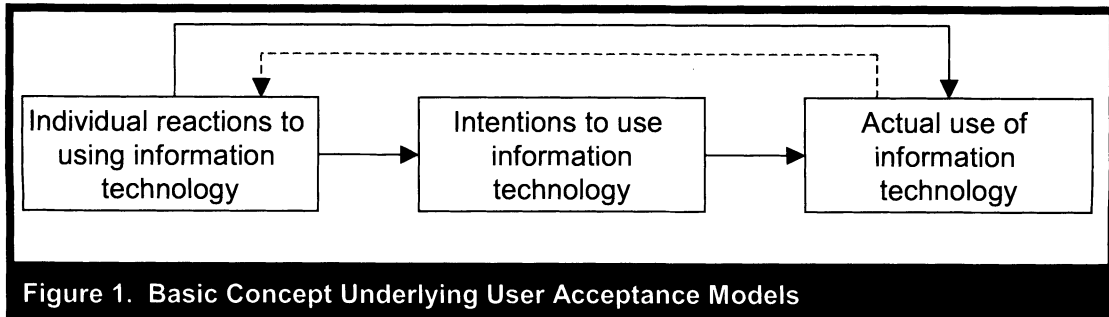 Individual reactions to
using information
technology
Intentions to use
information
technology
Actual use of
information
technology
Figure 1. Basic Concept Underlying User Acceptance Models